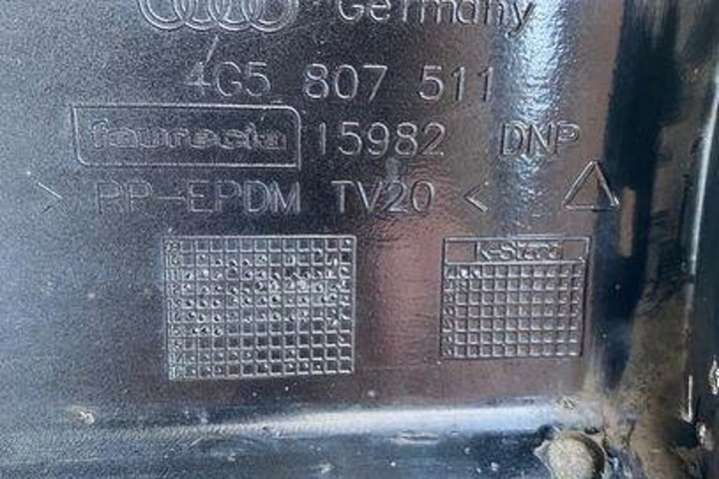 Germany
4G5 807 511
faurecia 15982 DNP
> PP-EPDM TV20 <
K-Stand